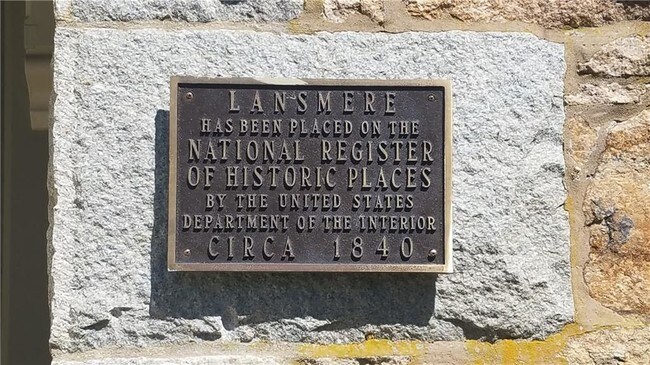 LANSMERE
HAS BEEN PLACED ON THE
NATIONAL REGISTER
OF HISTORIC PLACES
BY THE UNITED STATES
DEPARTMENT OF THE INTERIOR
CIRCA 1840